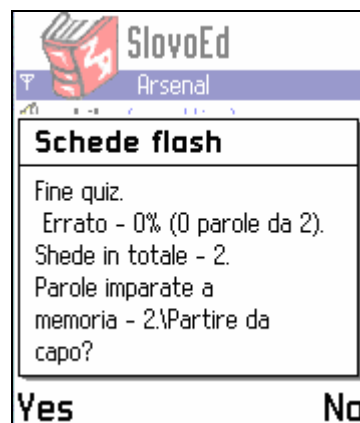 SlovoEd
Arsenal
Schede flash
Fine quiz.
Errato - 0% (0 parole da 2).
Shede in totale - 2.
Parole imparate a
memoria - 2.\Partire da
capo?
Yes No